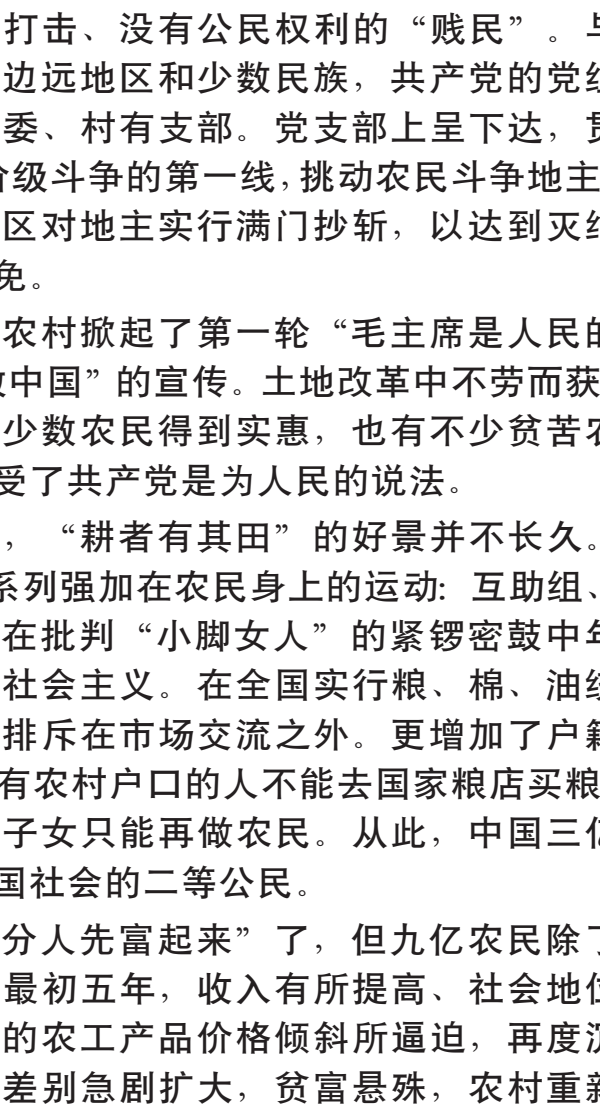 打击、没有公民权利的“贱民”。与
边远地区和少数民族，共产党的党组
委、村有支部。党支部上呈下达，贯
阶级斗争的第一线，挑动农民斗争地主
区对地主实行满门抄斩，以达到灭绝
免。
农村掀起了第一轮“毛主席是人民的
中国”的宣传。土地改革中不劳而获
少数农民得到实惠，也有不少贫苦农
受了共产党是为人民的说法。
，“耕者有其田”的好景并不长久。
系列强加在农民身上的运动：互助组、
在批判“小脚女人”的紧锣密鼓中年
社会主义。在全国实行粮、棉、油统
排斥在市场交流之外。更增加了户籍
有农村户口的人不能去国家粮店买粮
子女只能再做农民。从此，中国三亿
国社会的二等公民。
分人先富起来”了，但九亿农民除了
最初五年，收入有所提高、社会地位
的农工产品价格倾斜所逼迫，再度沉
差别急剧扩大，贫富悬殊，农村重新